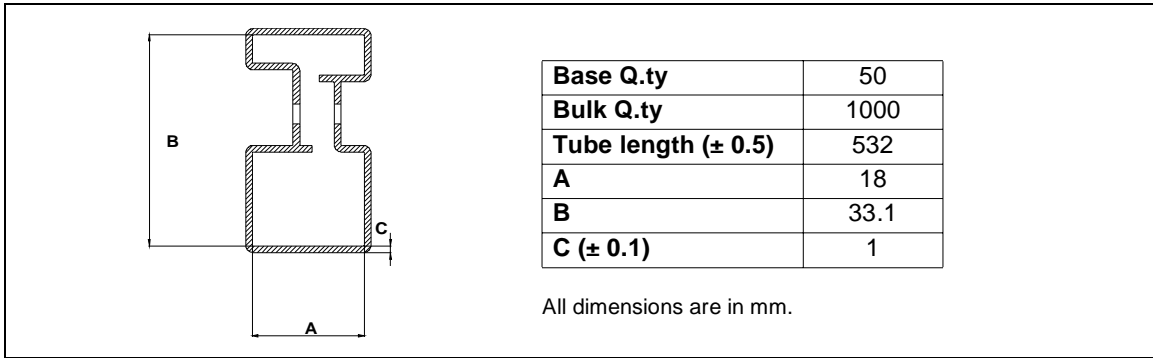 B
C
A
Base Q.ty 50
Bulk Q.ty 1000
Tube length (± 0.5) 532
A 18
B 33.1
C (± 0.1) 1
All dimensions are in mm.